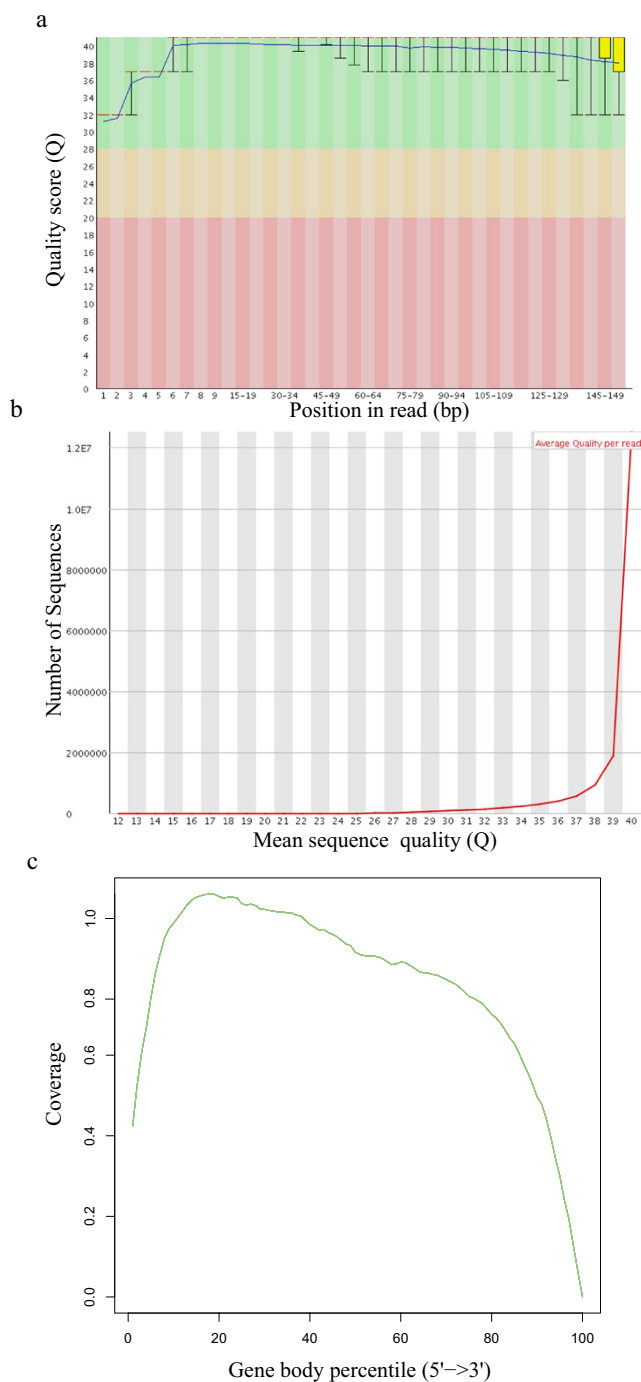 a
40
38
36
34
32
30
28
26
24
22
20
18
16
14
12
10
8
6
4
2
0
Quality score (Q)
1 2 3 4 5 6 7 8 9 15-19 30-34 45-49 60-64 75-79 90-94 105-109 125-129 145-149
Position in read (bp)
b
Average Quality per read
1.2E7
1.0E7
8000000
6000000
4000000
2000000
0
Number of Sequences
12 13 14 15 16 17 18 19 20 21 22 23 24 25 26 27 28 29 30 31 32 33 34 35 36 37 38 39 40
Mean sequence quality (Q)
c
1.0
0.8
0.6
0.4
0.2
0.0
Coverage
0 20 40 60 80 100
Gene body percentile (5'−>3')